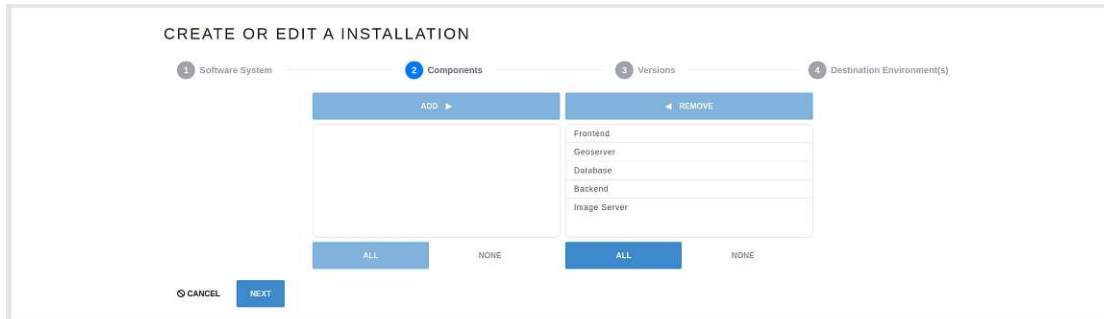 CREATE OR EDIT A INSTALLATION
1 Software System 2 Components 3 Versions 4 Destination Environment(s)
ADD ▶ ◀ REMOVE
Frontend
Geoserver
Database
Backend
Image Server
ALL NONE ALL NONE
CANCEL NEXT